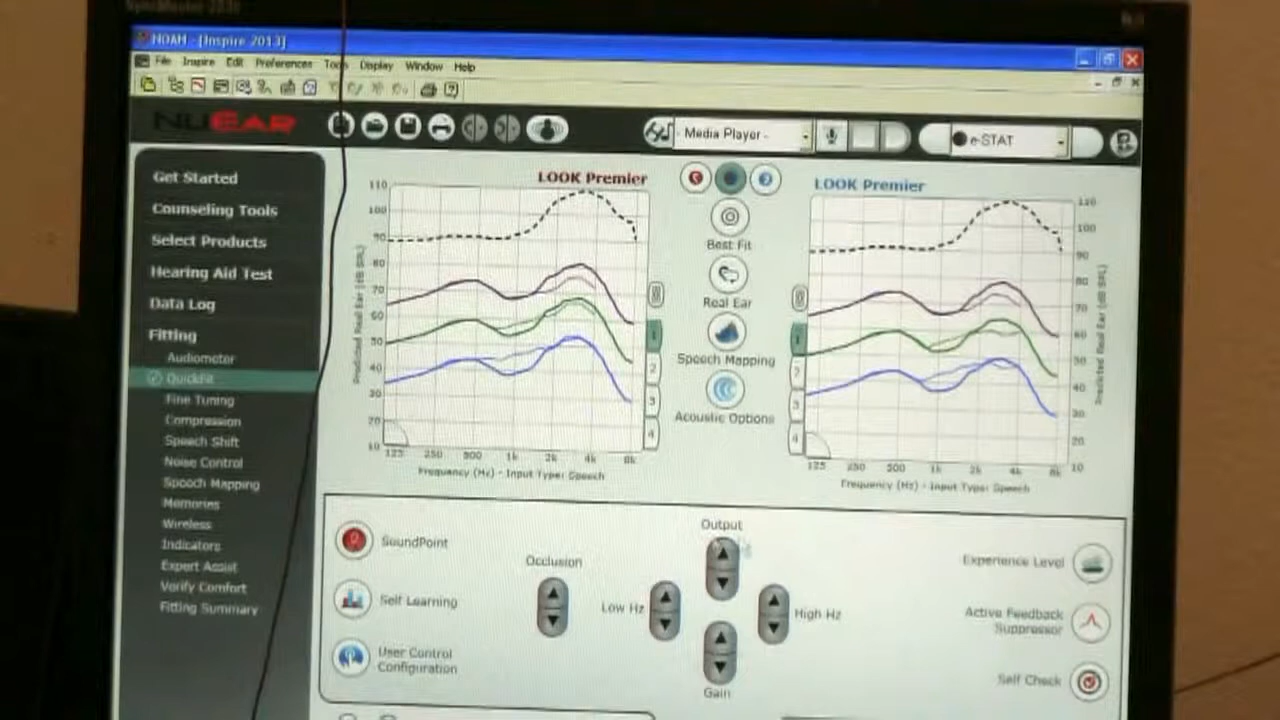 SyncMaster
NOAH - [Inspire 2013]
File Inspire Edit Preferences Tools Display Window Help
NUEAR
- Media Player -
e-STAT
Get Started
Counseling Tools
Select Products
Hearing Aid Test
Data Log
Fitting
Audiometer
QuickFit
Fine Tuning
Compression
Speech Shift
Noise Control
Speech Mapping
Memories
Wireless
Indicators
Expert Assist
Verify Comfort
Fitting Summary
LOOK Premier
110
100
90
80
70
60
50
40
30
20
10
Predicted Real Ear (dB SPL)
125 250 500 1k 2k 4k 8k
Frequency (Hz) - Input Type: Speech
1
2
3
4
Best Fit
Real Ear
Speech Mapping
Acoustic Options
LOOK Premier
110
100
90
80
70
60
50
40
30
20
10
Predicted Real Ear (dB SPL)
125 250 500 1k 2k 4k 8k
Frequency (Hz) - Input Type: Speech
1
2
3
4
SoundPoint
Self Learning
User Control
Configuration
Occlusion
Output
Low Hz
High Hz
Gain
Experience Level
Active Feedback
Suppressor
Self Check